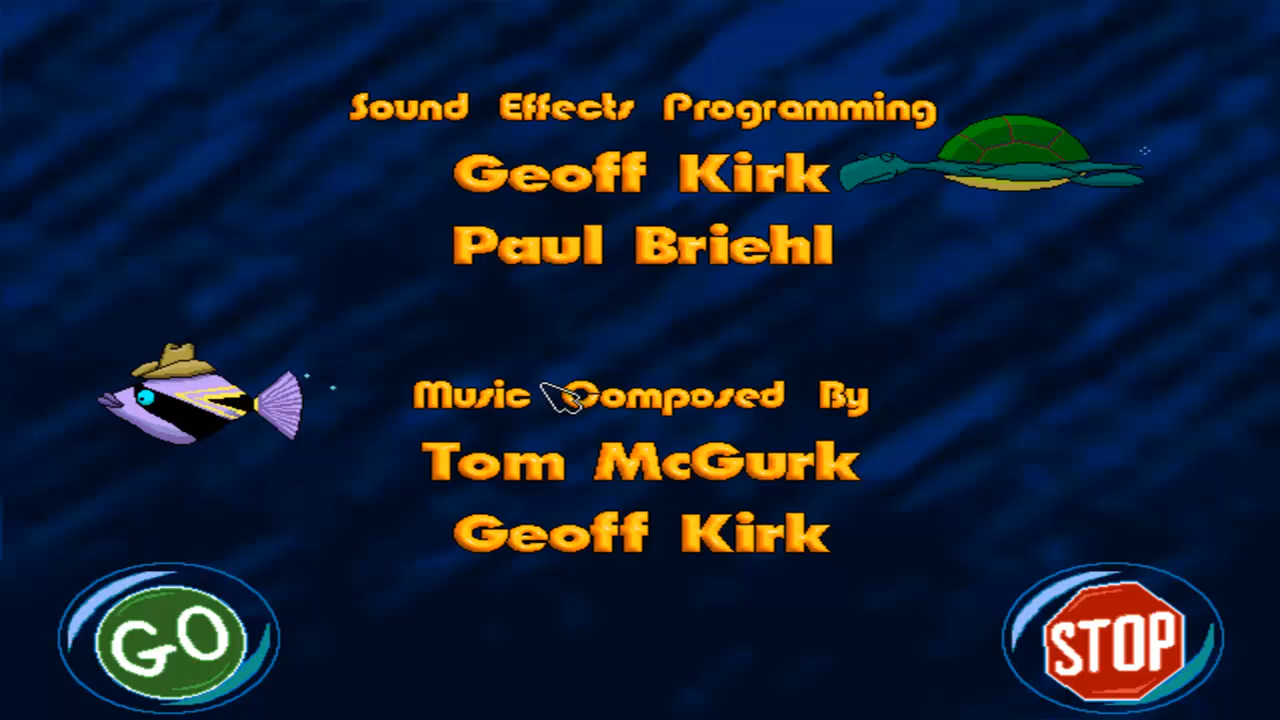 Sound Effects Programming
Geoff Kirk
Paul Briehl
Music Composed By
Tom McGurk
Geoff Kirk
GO
STOP